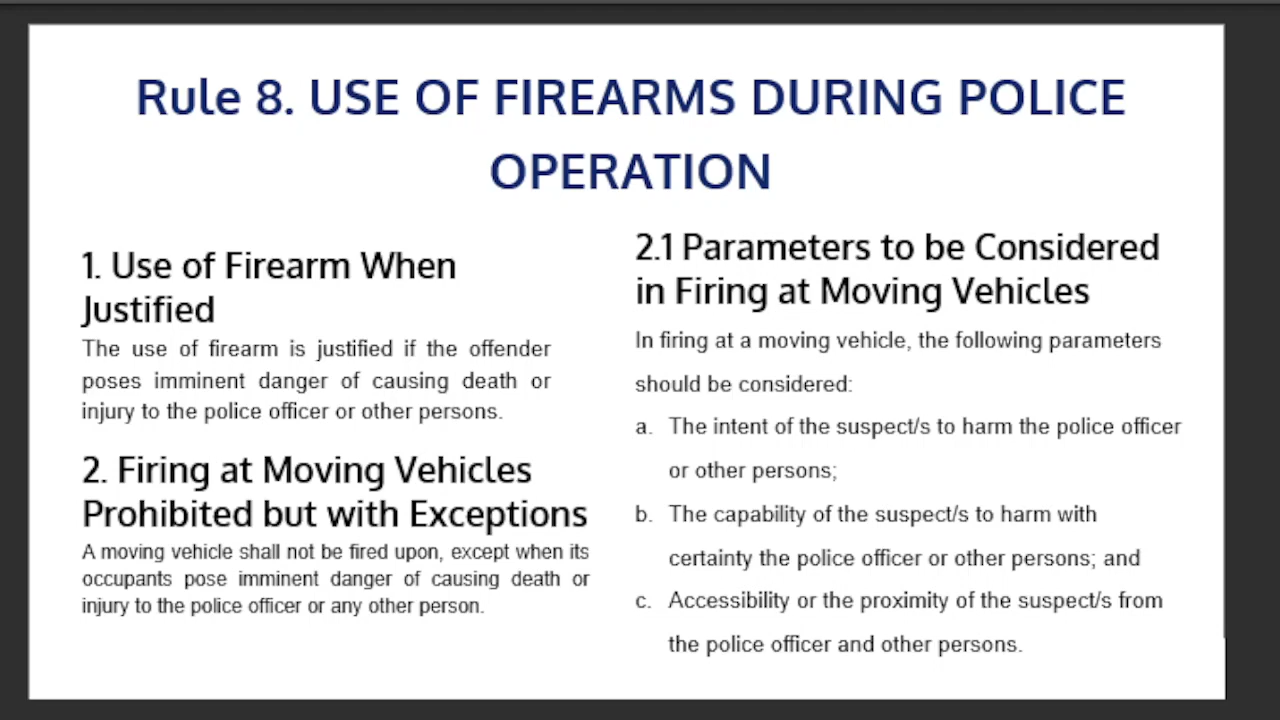 Rule 8. USE OF FIREARMS DURING POLICE
OPERATION
1. Use of Firearm When
Justified
The use of firearm is justified if the offender
poses imminent danger of causing death or
injury to the police officer or other persons.
2. Firing at Moving Vehicles
Prohibited but with Exceptions
A moving vehicle shall not be fired upon, except when its
occupants pose imminent danger of causing death or
injury to the police officer or any other person.
2.1 Parameters to be Considered
in Firing at Moving Vehicles
In firing at a moving vehicle, the following parameters
should be considered:
a. The intent of the suspect/s to harm the police officer
or other persons;
b. The capability of the suspect/s to harm with
certainty the police officer or other persons; and
c. Accessibility or the proximity of the suspect/s from
the police officer and other persons.